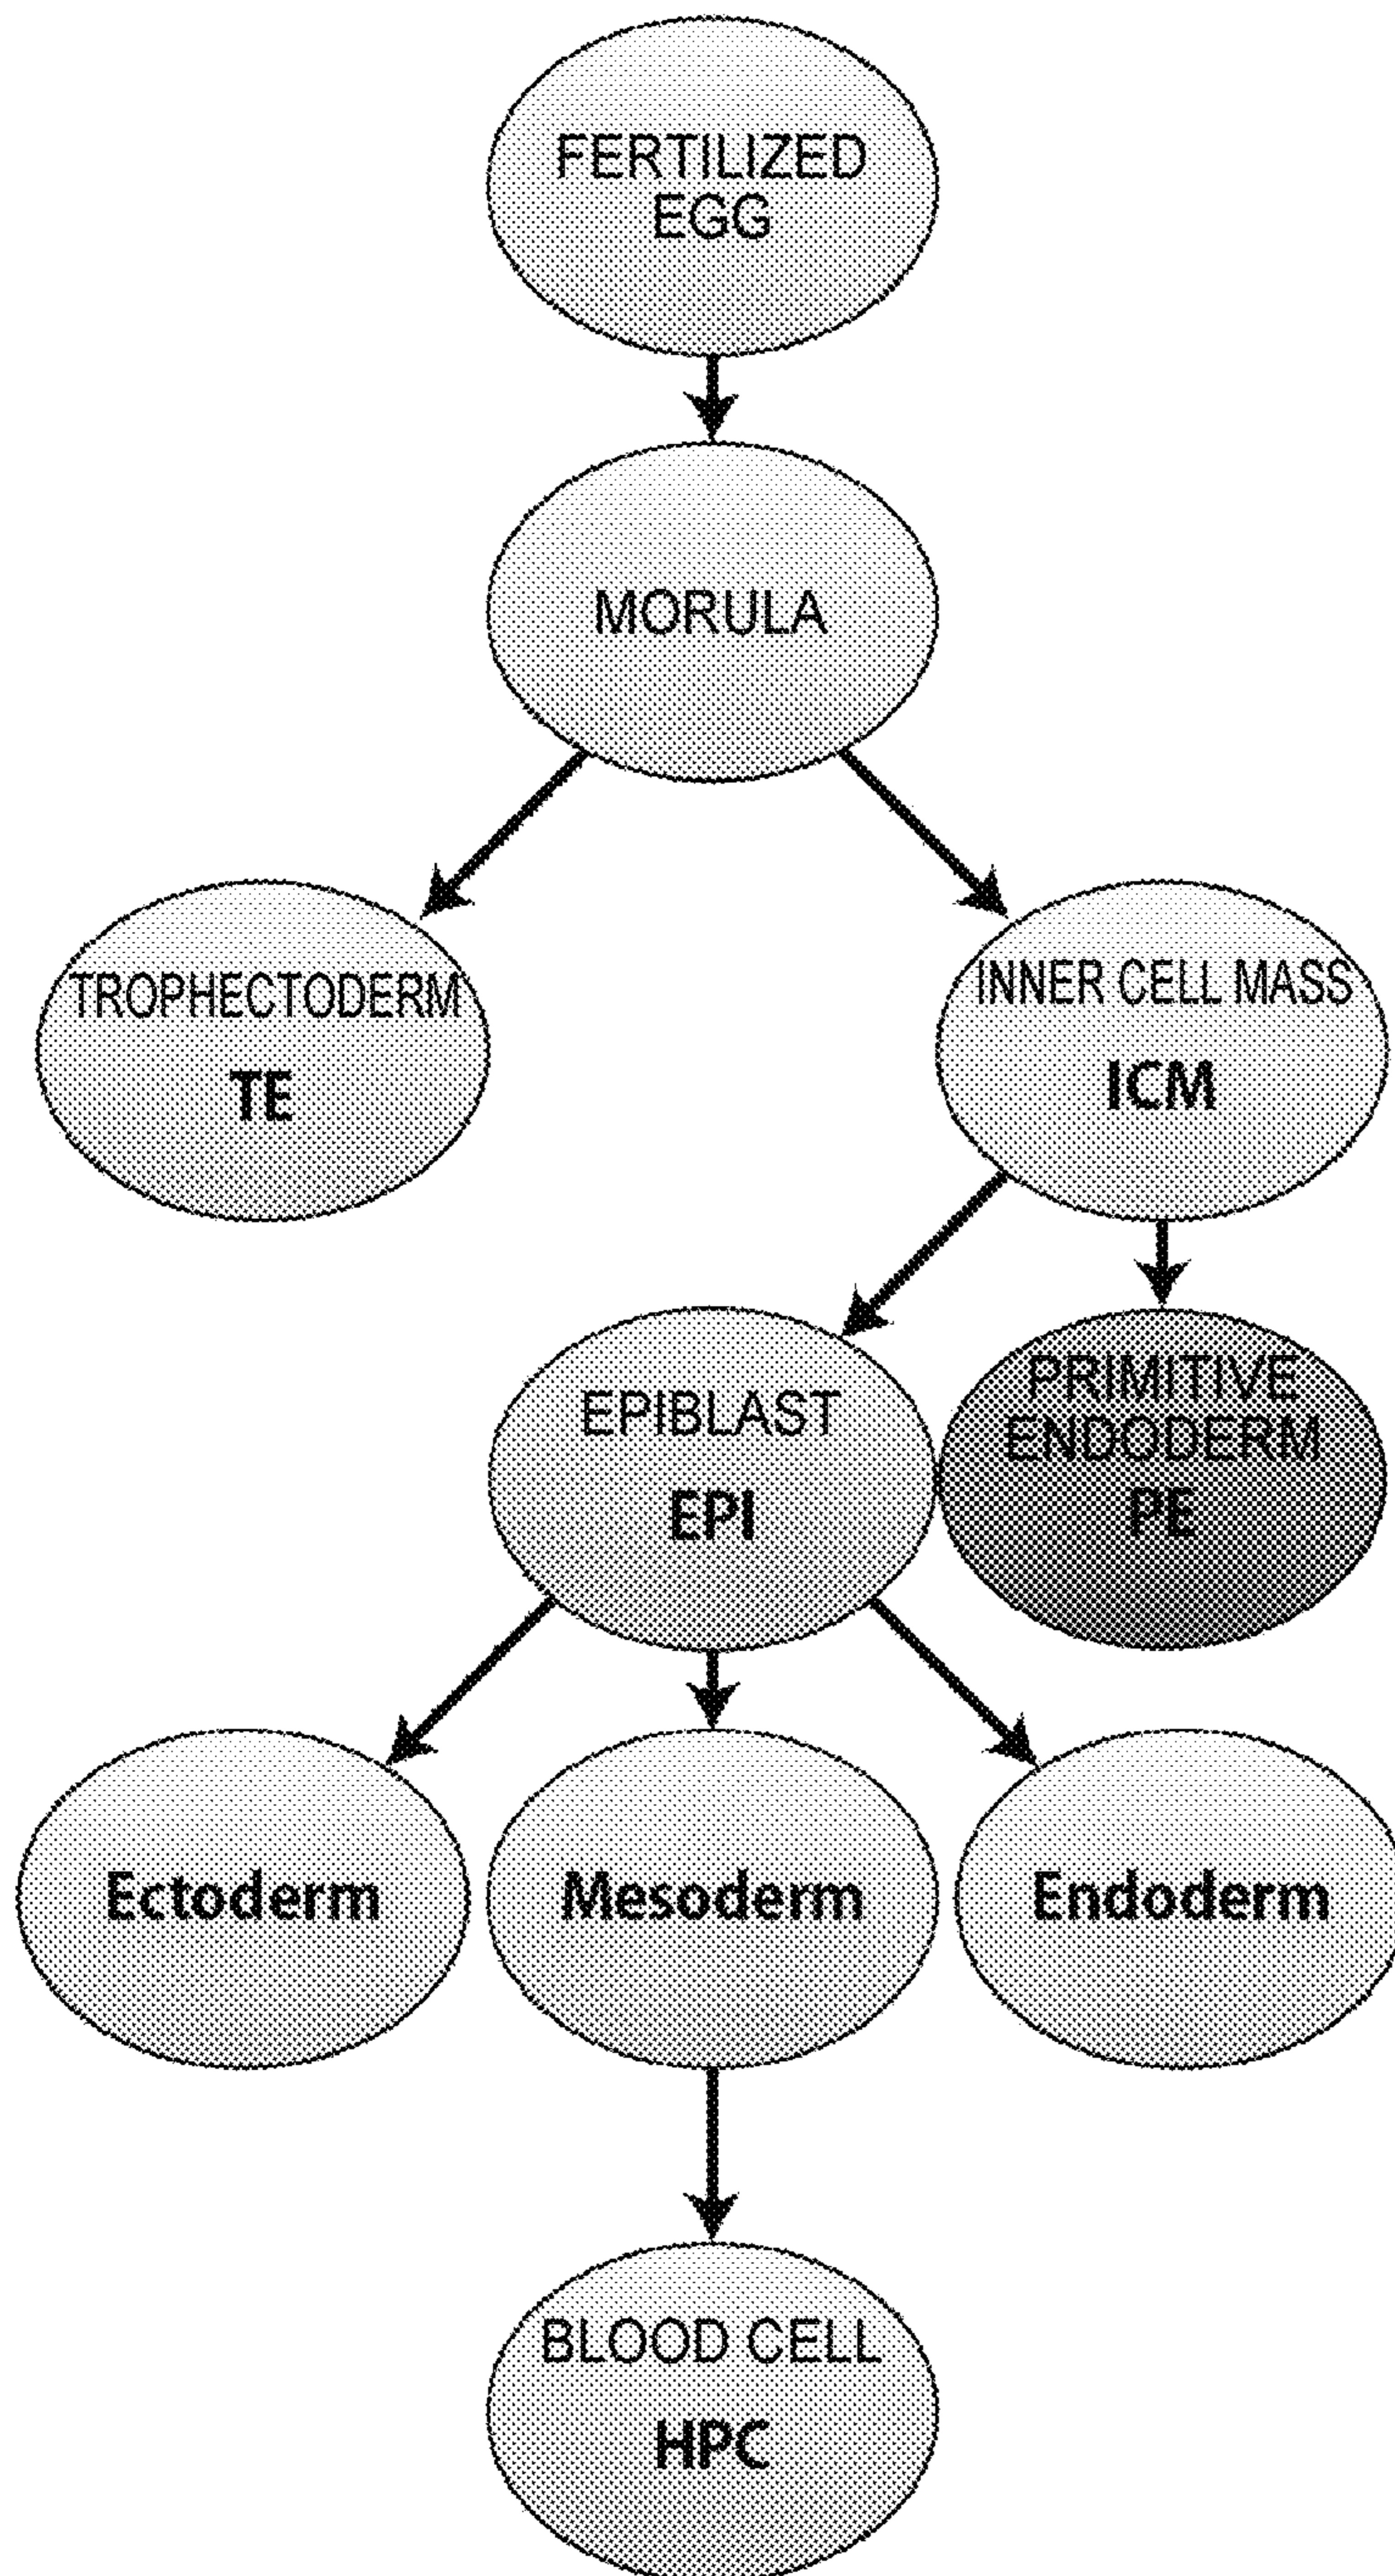 FERTILIZED
EGG
MORULA
TROPHECTODERM
TE
INNER CELL MASS
ICM
EPIBLAST
EPI
PRIMITIVE
ENDODERM
PE
Ectoderm
Mesoderm
Endoderm
BLOOD CELL
HPC